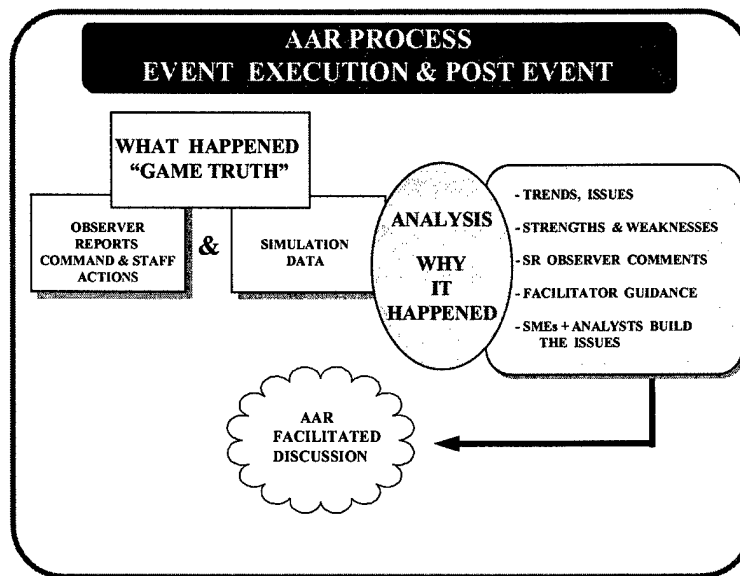 AAR PROCESS
EVENT EXECUTION & POST EVENT
WHAT HAPPENED
“GAME TRUTH”
OBSERVER
REPORTS
COMMAND & STAFF
ACTIONS
&
SIMULATION
DATA
ANALYSIS
WHY
IT
HAPPENED
- TRENDS, ISSUES
- STRENGTHS & WEAKNESSES
- SR OBSERVER COMMENTS
- FACILITATOR GUIDANCE
- SMEs + ANALYSTS BUILD
THE ISSUES
AAR
FACILITATED
DISCUSSION